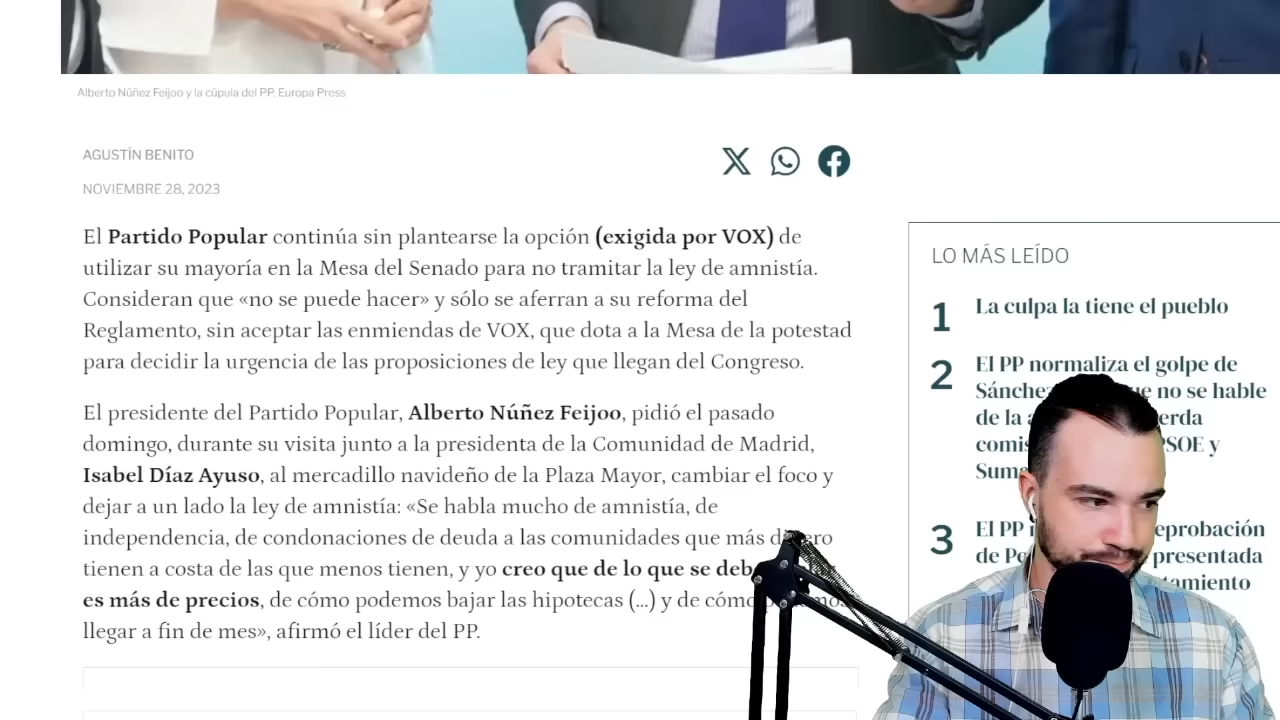 Alberto Núñez Feijoo y la cúpula del PP. Europa Press
AGUSTÍN BENITO
NOVIEMBRE 28, 2023
El Partido Popular continúa sin plantearse la opción (exigida por VOX) de
utilizar su mayoría en la Mesa del Senado para no tramitar la ley de amnistía.
Consideran que «no se puede hacer» y sólo se aferran a su reforma del
Reglamento, sin aceptar las enmiendas de VOX, que dota a la Mesa de la potestad
para decidir la urgencia de las proposiciones de ley que llegan del Congreso.
El presidente del Partido Popular, Alberto Núñez Feijoo, pidió el pasado
domingo, durante su visita junto a la presidenta de la Comunidad de Madrid,
Isabel Díaz Ayuso, al mercadillo navideño de la Plaza Mayor, cambiar el foco y
dejar a un lado la ley de amnistía: «Se habla mucho de amnistía, de
independencia, de condonaciones de deuda a las comunidades que más dinero
tienen a costa de las que menos tienen, y yo creo que de lo que se
es más de precios, de cómo podemos bajar las hipotecas (...) y de cómo
llegar a fin de mes», afirmó el líder del PP.
LO MÁS LEÍDO
1 La culpa la tiene el pueblo
2 El PP normaliza el golpe de
Sánchez no se hable
de la
PSOE y
3 El PP
de presentada